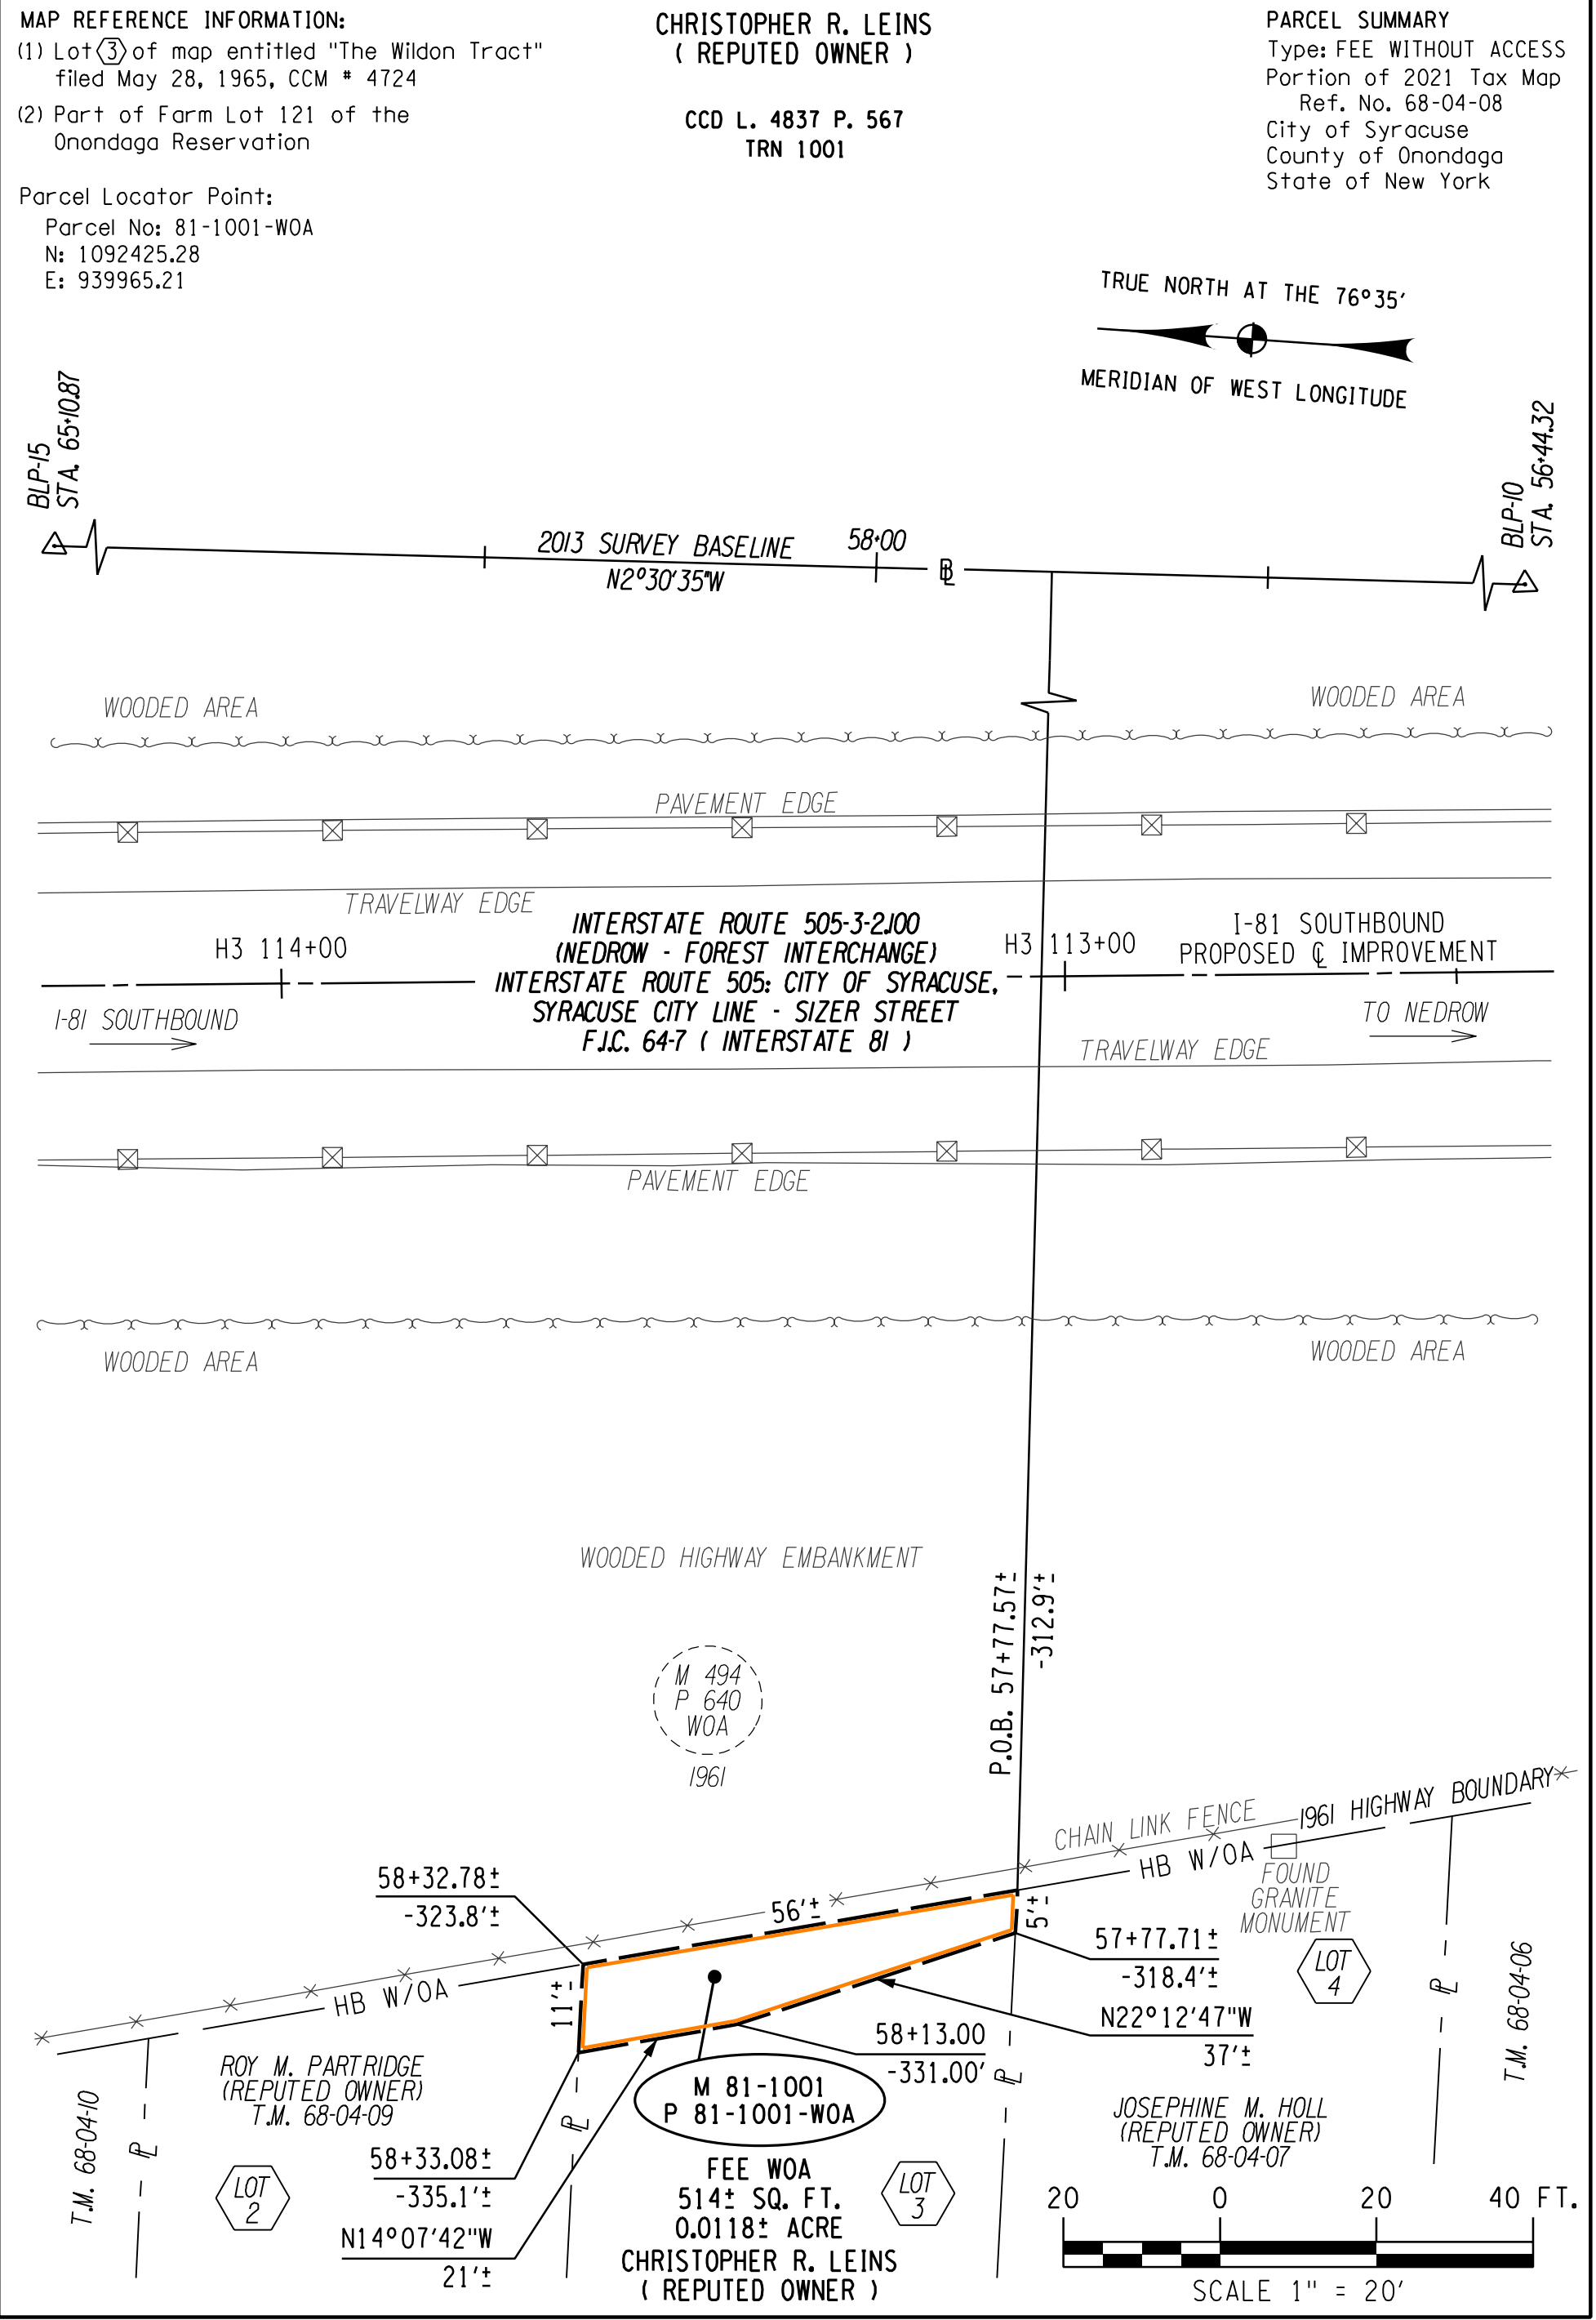 MAP REFERENCE INFORMATION:
(1) Lot 3 of map entitled "The Wildon Tract"
filed May 28, 1965, CCM # 4724
(2) Part of Farm Lot 121 of the
Onondaga Reservation
Parcel Locator Point:
Parcel No: 81-1001-WOA
N: 1092425.28
E: 939965.21
CHRISTOPHER R. LEINS
( REPUTED OWNER )
CCD L. 4837 P. 567
TRN 1001
PARCEL SUMMARY
Type: FEE WITHOUT ACCESS
Portion of 2021 Tax Map
Ref. No. 68-04-08
City of Syracuse
County of Onondaga
State of New York
TRUE NORTH AT THE 76°35'
MERIDIAN OF WEST LONGITUDE
BLP-15
STA. 65+10.87
BLP-10
STA. 56+44.32
2013 SURVEY BASELINE
N2°30'35"W
58+00
BL
WOODED AREA
WOODED AREA
PAVEMENT EDGE
TRAVELWAY EDGE
H3 114+00
INTERSTATE ROUTE 505-3-2.100
(NEDROW - FOREST INTERCHANGE)
INTERSTATE ROUTE 505: CITY OF SYRACUSE,
SYRACUSE CITY LINE - SIZER STREET
F.I.C. 64-7 ( INTERSTATE 81 )
H3 113+00
I-81 SOUTHBOUND
PROPOSED CL IMPROVEMENT
I-81 SOUTHBOUND
TO NEDROW
TRAVELWAY EDGE
PAVEMENT EDGE
WOODED AREA
WOODED AREA
WOODED HIGHWAY EMBANKMENT
M 494
P 640
WOA
1961
P.O.B. 57+77.57±
-312.9'±
CHAIN LINK FENCE
1961 HIGHWAY BOUNDARY
HB W/OA
FOUND
GRANITE
MONUMENT
58+32.78±
-323.8'±
56'±
5'±
57+77.71±
-318.4'±
LOT
4
HB W/OA
11'±
N22°12'47"W
37'±
58+13.00
-331.00'
PL
T.M. 68-04-06
ROY M. PARTRIDGE
(REPUTED OWNER)
T.M. 68-04-09
M 81-1001
P 81-1001-WOA
PL
JOSEPHINE M. HOLL
(REPUTED OWNER)
T.M. 68-04-07
T.M. 68-04-10
PL
PL
58+33.08±
-335.1'±
LOT
2
FEE WOA
514± SQ. FT.
0.0118± ACRE
CHRISTOPHER R. LEINS
( REPUTED OWNER )
LOT
3
N14°07'42"W
21'±
20 0 20 40 FT.
SCALE 1" = 20'